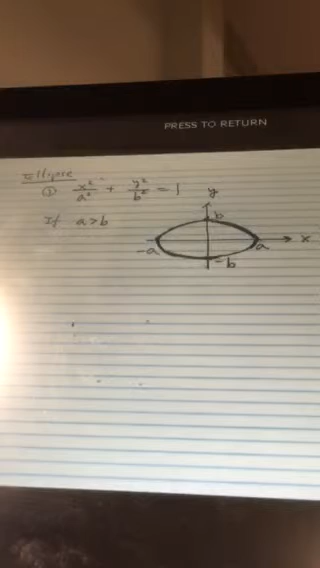 PRESS TO RETURN
Ellipse
① x²/a² + y²/b² = 1
If a>b
y
b
x
-a
a
-b